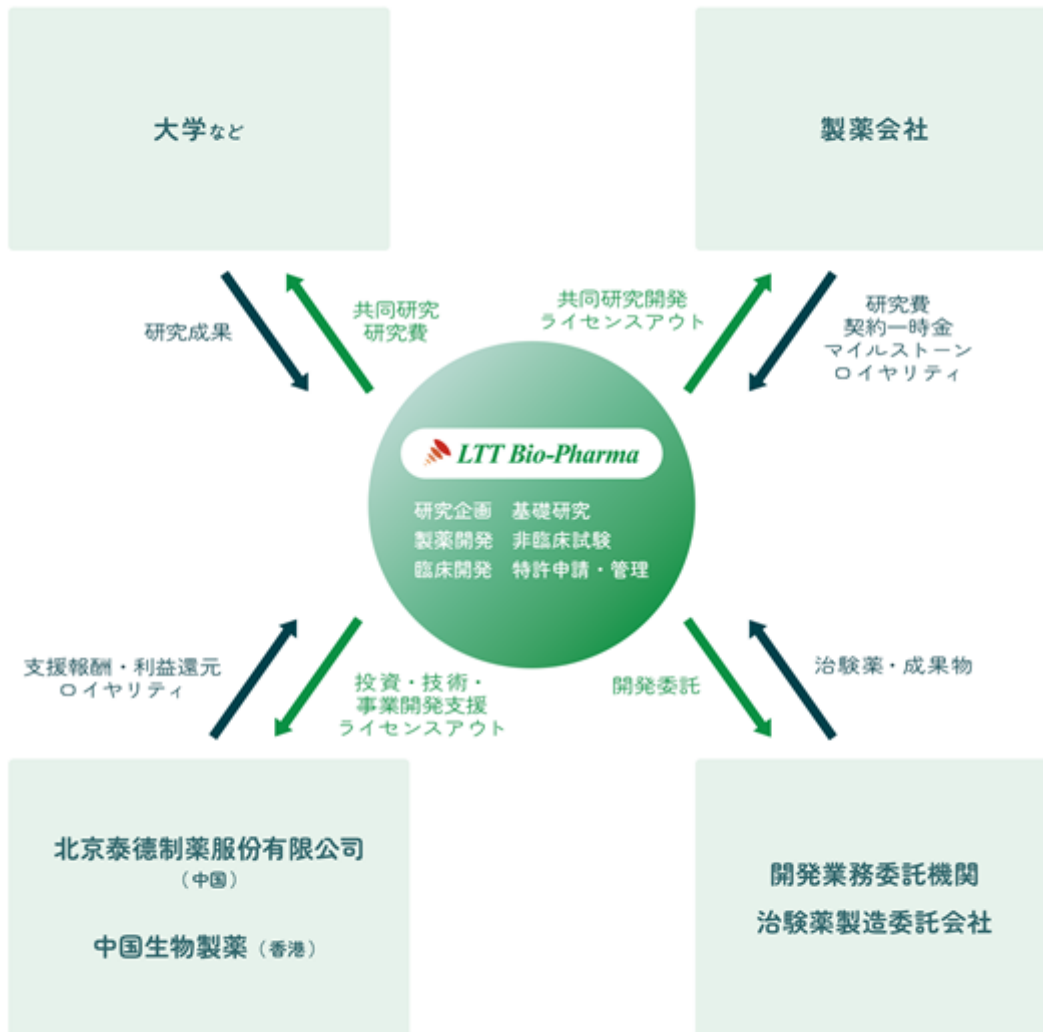 大学など
製薬会社
研究成果
共同研究
研究費
共同研究開発
ライセンスアウト
研究費
契約一時金
マイルストーン
ロイヤリティ
LTT Bio-Pharma
研究企画 基礎研究
製薬開発 非臨床試験
臨床開発 特許申請・管理
支援報酬・利益還元
ロイヤリティ
投資・技術・
事業開発支援
ライセンスアウト
開発委託
治験薬・成果物
北京泰德制薬服份有限公司
（中国）
中国生物製薬（香港）
開発業務委託機関
治験薬製造委託会社